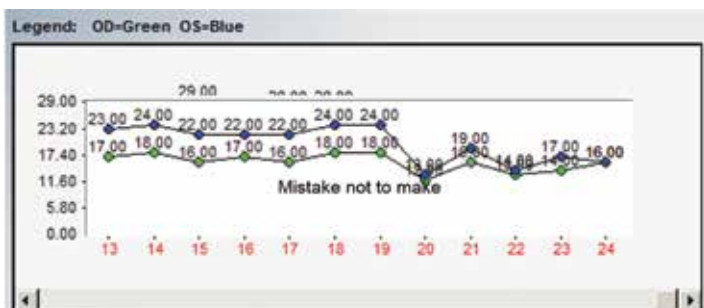 Legend: OD=Green OS=Blue
29.00
29.00
23.20
17.40
11.60
5.80
0.00
23.00 24.00 22.00 22.00 22.00 24.00 24.00 19.00 17.00 16.00
17.00 18.00 16.00 17.00 16.00 18.00 18.00
Mistake not to make
13 14 15 16 17 18 19 20 21 22 23 24